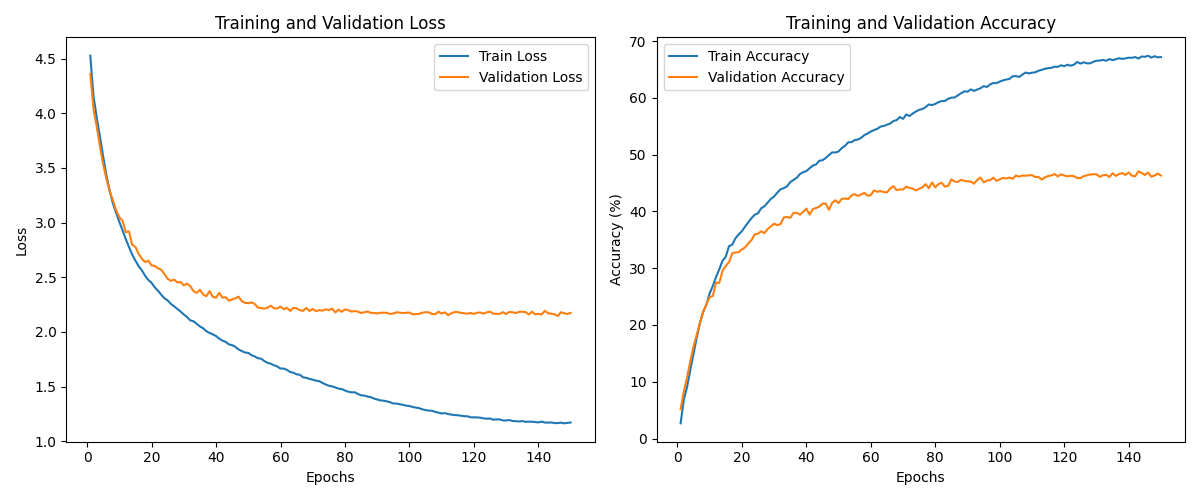 Training and Validation Loss
Train Loss
Validation Loss
Loss
4.5
4.0
3.5
3.0
2.5
2.0
1.5
1.0
0 20 40 60 80 100 120 140
Epochs
Training and Validation Accuracy
Train Accuracy
Validation Accuracy
Accuracy (%)
70
60
50
40
30
20
10
0
0 20 40 60 80 100 120 140
Epochs